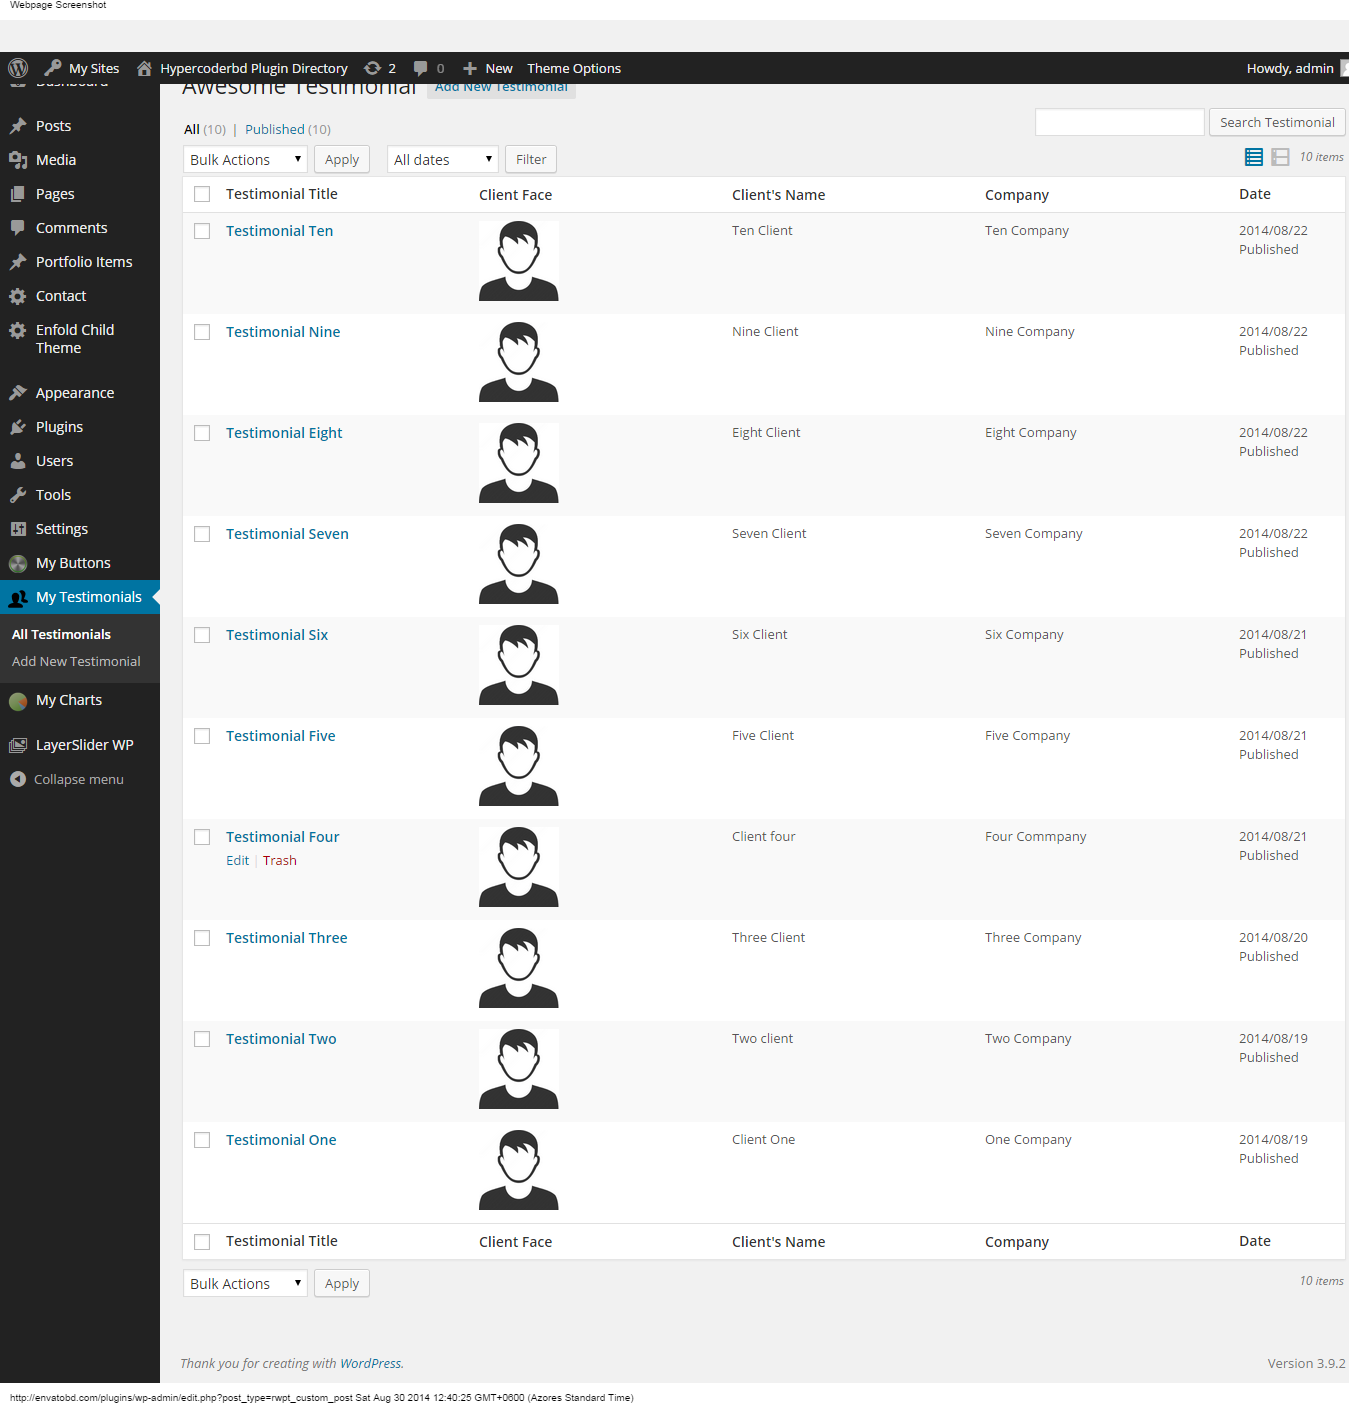 Webpage Screenshot
My Sites Hypercoderbd Plugin Directory 2 0 New Theme Options Howdy, admin
Dashboard
Awesome Testimonial Add New Testimonial
Posts
Media
Pages
Comments
Portfolio Items
Contact
Enfold Child
Theme
Appearance
Plugins
Users
Tools
Settings
My Buttons
My Testimonials
All Testimonials
Add New Testimonial
My Charts
LayerSlider WP
Collapse menu
All (10) | Published (10)
Search Testimonial
Bulk Actions Apply All dates Filter 10 items
Testimonial Title Client Face Client's Name Company Date
Testimonial Ten Ten Client Ten Company 2014/08/22
Published
Testimonial Nine Nine Client Nine Company 2014/08/22
Published
Testimonial Eight Eight Client Eight Company 2014/08/22
Published
Testimonial Seven Seven Client Seven Company 2014/08/22
Published
Testimonial Six Six Client Six Company 2014/08/21
Published
Testimonial Five Five Client Five Company 2014/08/21
Published
Testimonial Four Client four Four Commpany 2014/08/21
Edit | Trash Published
Testimonial Three Three Client Three Company 2014/08/20
Published
Testimonial Two Two client Two Company 2014/08/19
Published
Testimonial One Client One One Company 2014/08/19
Published
Testimonial Title Client Face Client's Name Company Date
Bulk Actions Apply 10 items
Thank you for creating with WordPress. Version 3.9.2
http://envatobd.com/plugins/wp-admin/edit.php?post_type=rwpt_custom_post Sat Aug 30 2014 12:40:25 GMT+0600 (Azores Standard Time)